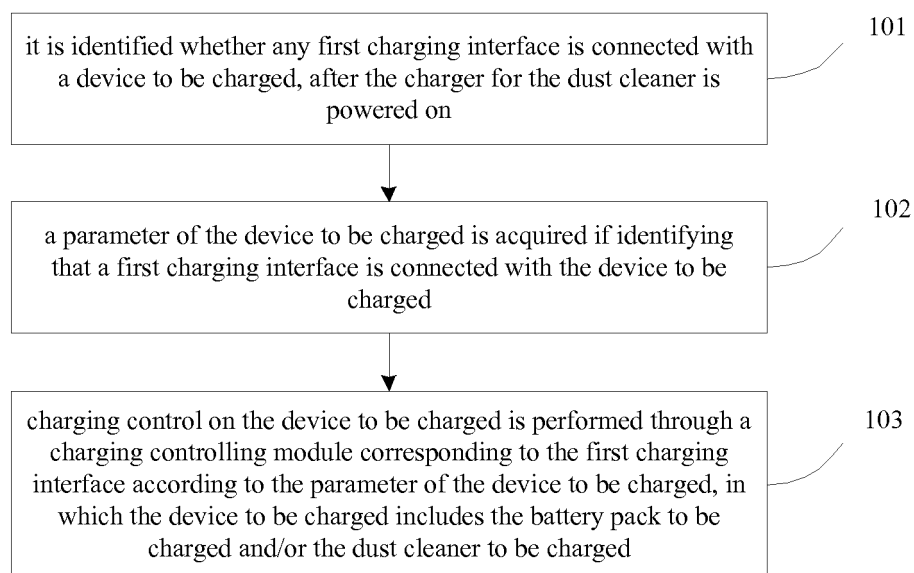 it is identified whether any first charging interface is connected with
a device to be charged, after the charger for the dust cleaner is
powered on
101
a parameter of the device to be charged is acquired if identifying
that a first charging interface is connected with the device to be
charged
102
charging control on the device to be charged is performed through a
charging controlling module corresponding to the first charging
interface according to the parameter of the device to be charged, in
which the device to be charged includes the battery pack to be
charged and/or the dust cleaner to be charged
103